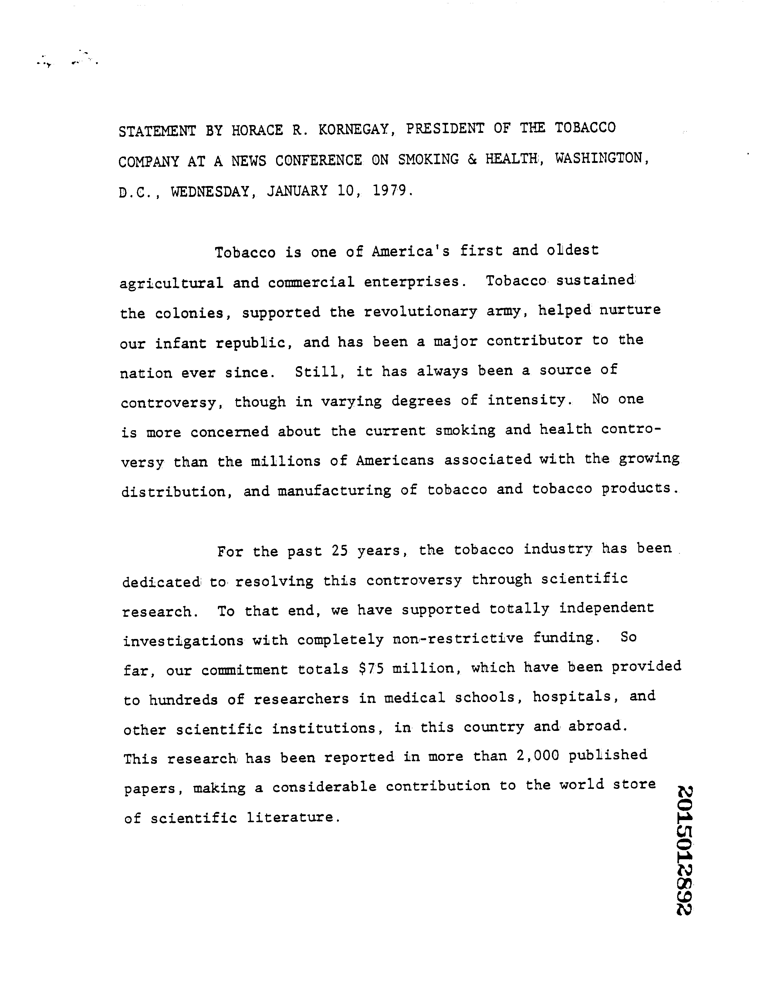 STATEMENT BY HORACE R. KORNEGAY, PRESIDENT OF THE TOBACCO
COMPANY AT A NEWS CONFERENCE ON SMOKING & HEALTH, WASHINGTON,
D.C., WEDNESDAY, JANUARY 10, 1979.
Tobacco is one of America's first and oldest
agricultural and commercial enterprises. Tobacco sustained
the colonies, supported the revolutionary army, helped nurture
our infant republic, and has been a major contributor to the
nation ever since. Still, it has always been a source of
controversy, though in varying degrees of intensity. No one
is more concerned about the current smoking and health contro-
versy than the millions of Americans associated with the growing
distribution, and manufacturing of tobacco and tobacco products.
For the past 25 years, the tobacco industry has been
dedicated to resolving this controversy through scientific
research. To that end, we have supported totally independent
investigations with completely non-restrictive funding. So
far, our commitment totals $75 million, which have been provided
to hundreds of researchers in medical schools, hospitals, and
other scientific institutions, in this country and abroad.
This research has been reported in more than 2,000 published
papers, making a considerable contribution to the world store
of scientific literature.
2015012892